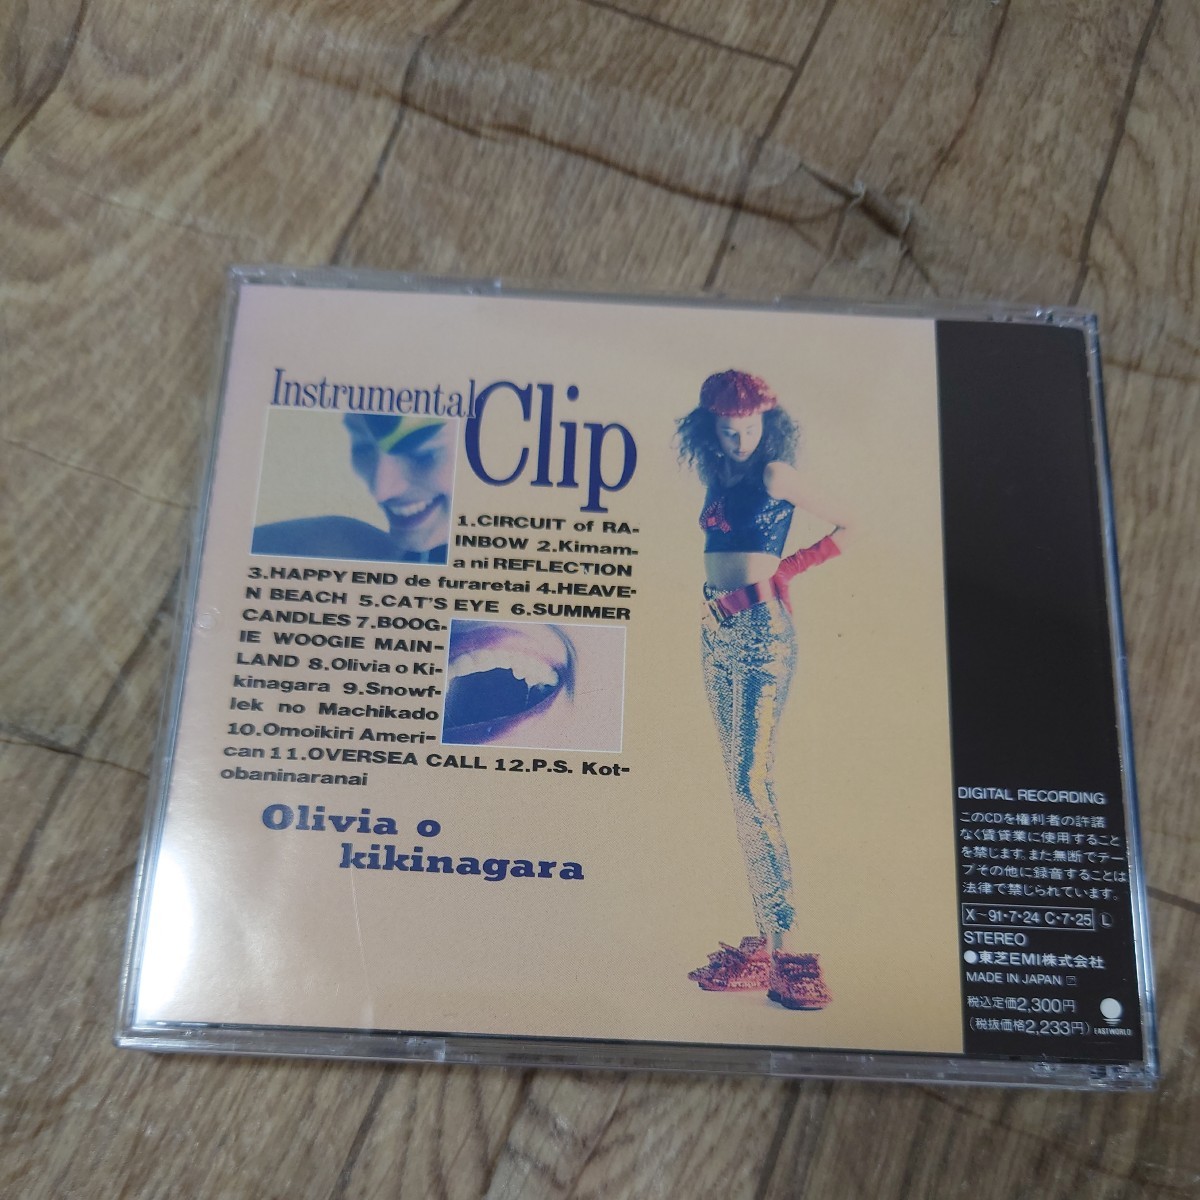 Instrumental
Clip
1.CIRCUIT of RA-
INBOW 2.Kimam-
a ni REFLECTION
3.HAPPY END de furaretai 4.HEAVE-
N BEACH 5.CAT'S EYE 6.SUMMER
CANDLES 7.BOOG-
IE WOOGIE MAIN-
LAND 8.Olivia o Ki-
kinagara 9.Snowf-
lek no Machikado
10.Omoikiri Ameri-
can 11.OVERSEA CALL 12.P.S. Kot-
obaninaranai
Olivia o
kikinagara
DIGITAL RECORDING
このCDを権利者の許諾
なく賃貸業に使用すること
を禁じます。また無断でテー
プその他に録音することは
法律で禁じられています。
X~91・7・24 C・7・25 Ⓛ
STEREO
●東芝EMI株式会社
MADE IN JAPAN
税込定価2,300円
(税抜価格2,233円)
EASTWORLD